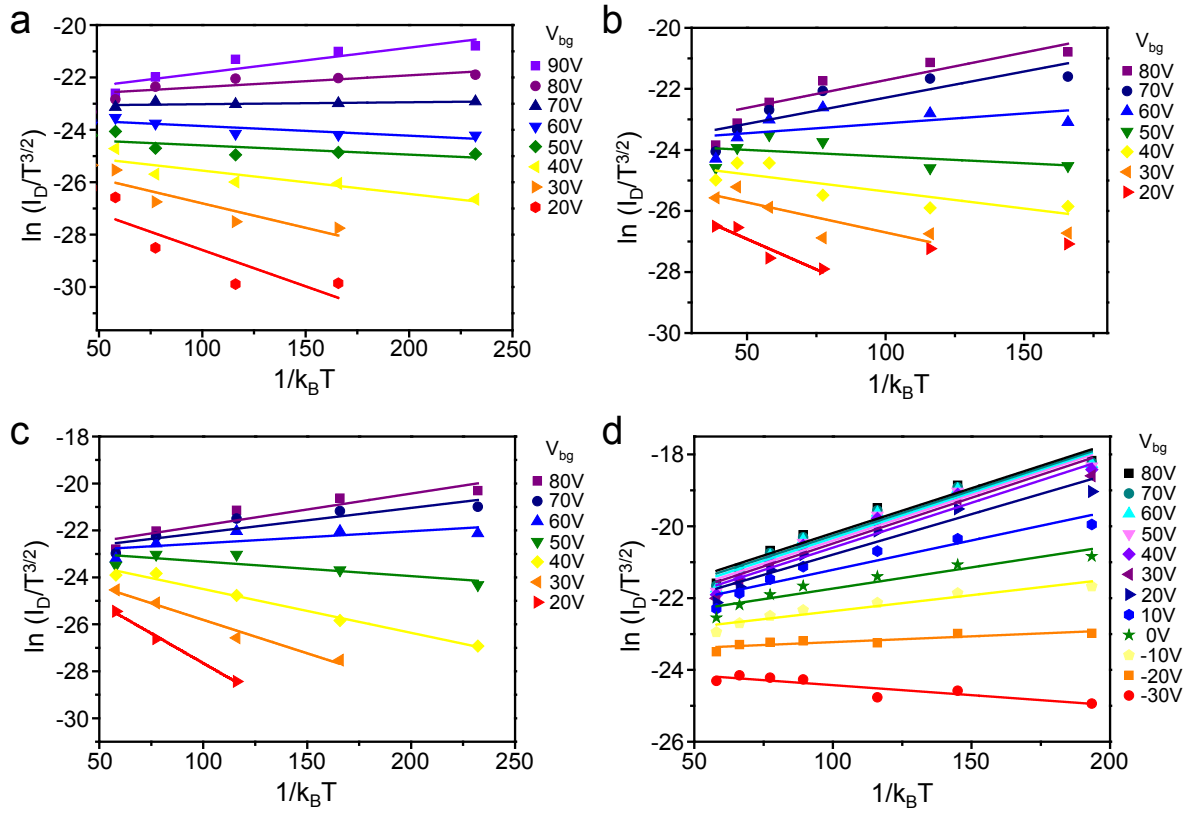 a
V_bg
90V
80V
70V
60V
50V
40V
30V
20V
-20
-22
-24
-26
-28
-30
ln (I_D/T^3/2)
50 100 150 200 250
1/k_BT
b
V_bg
80V
70V
60V
50V
40V
30V
20V
-20
-22
-24
-26
-28
-30
ln (I_D/T^3/2)
50 100 150
1/k_BT
c
V_bg
80V
70V
60V
50V
40V
30V
20V
-18
-20
-22
-24
-26
-28
-30
ln (I_D/T^3/2)
50 100 150 200 250
1/k_BT
d
V_bg
80V
70V
60V
50V
40V
30V
20V
10V
0V
-10V
-20V
-30V
-18
-20
-22
-24
-26
ln (I_D/T^3/2)
50 100 150 200
1/k_BT